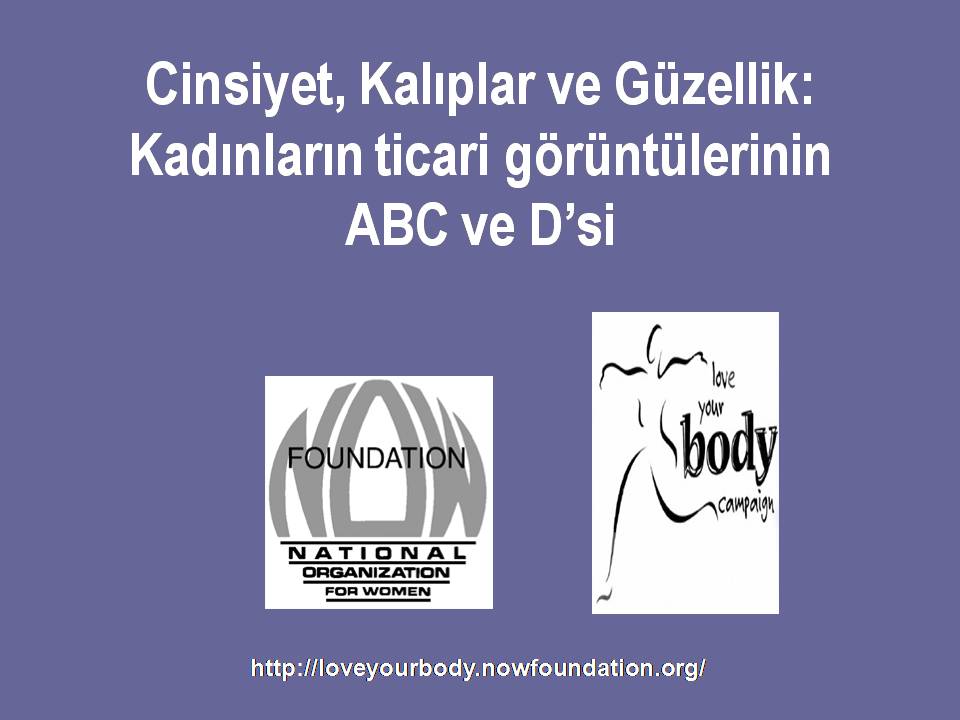 Cinsiyet, Kalıplar ve Güzellik:
Kadınların ticari görüntülerinin
ABC ve D’si
NOW
FOUNDATION
NATIONAL
ORGANIZATION
FOR WOMEN
love
your
body
campaign
http://loveyourbody.nowfoundation.org/